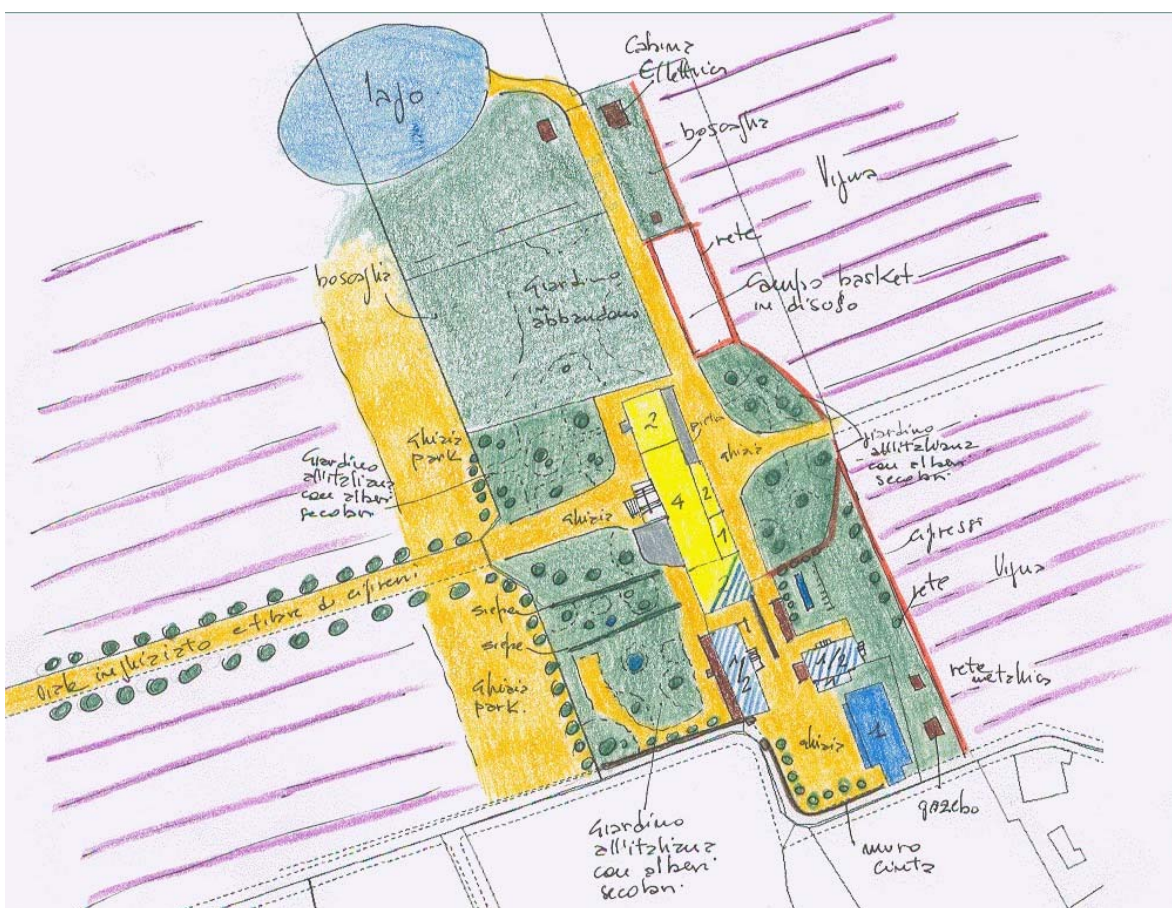 lago
Cabina
Elettrica
boscaglia
Vigna
rete
Campo basket
in disuso
boscaglia
Giardino
in
abbandono
2
Ghiaia
park
Giardino
all'italiana
con alberi
secolari
ghiaia
giardino
all'italiana
con alberi
secolari
4
2
1
Ghiaia
cipressi
rete
Vigna
siepe
siepe
Viale inghiaiato e filare di cipressi
1
1/2
1/2
rete
metallica
Ghiaia
park.
ghiaia
1
gazebo
muro
cinta
Giardino
all'italiana
con alberi
secolari.